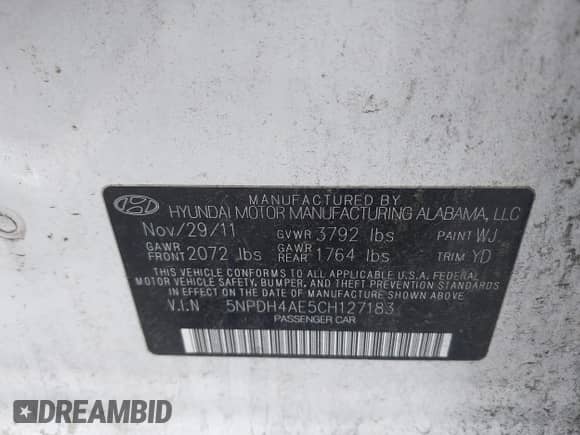 MANUFACTURED BY
HYUNDAI MOTOR MANUFACTURING ALABAMA, LLC
Nov/29/11 GVWR 3792 lbs PAINT WJ
GAWR FRONT 2072 lbs GAWR REAR 1764 lbs TRIM YD
THIS VEHICLE CONFORMS TO ALL APPLICABLE U.S.A. FEDERAL
MOTOR VEHICLE SAFETY, BUMPER, AND THEFT PREVENTION STANDARDS
IN EFFECT ON THE DATE OF MANUFACTURE SHOWN ABOVE.
V.I.N 5NPDH4AE5CH127183
PASSENGER CAR
DREAMBID